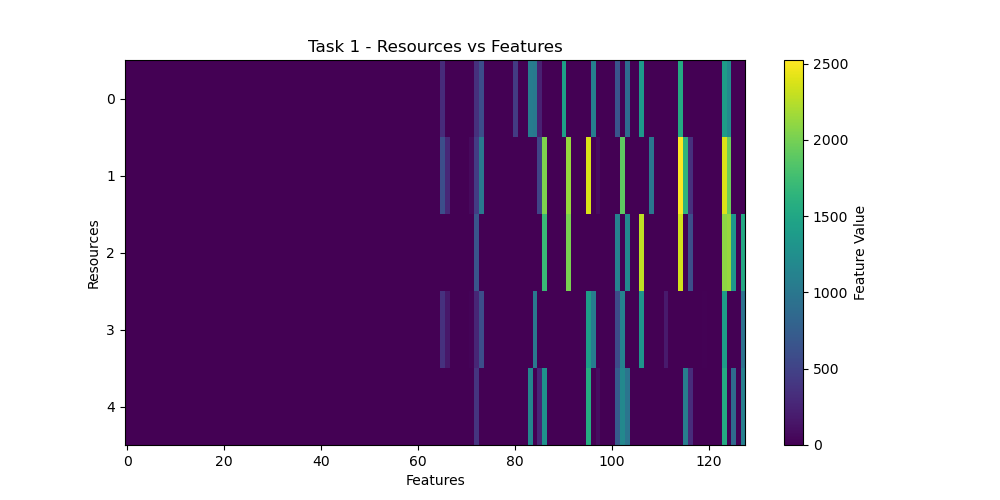 Task 1 - Resources vs Features
Resources
0
1
2
3
4
0 20 40 60 80 100 120
Features
2500
2000
1500
1000
500
0
Feature Value